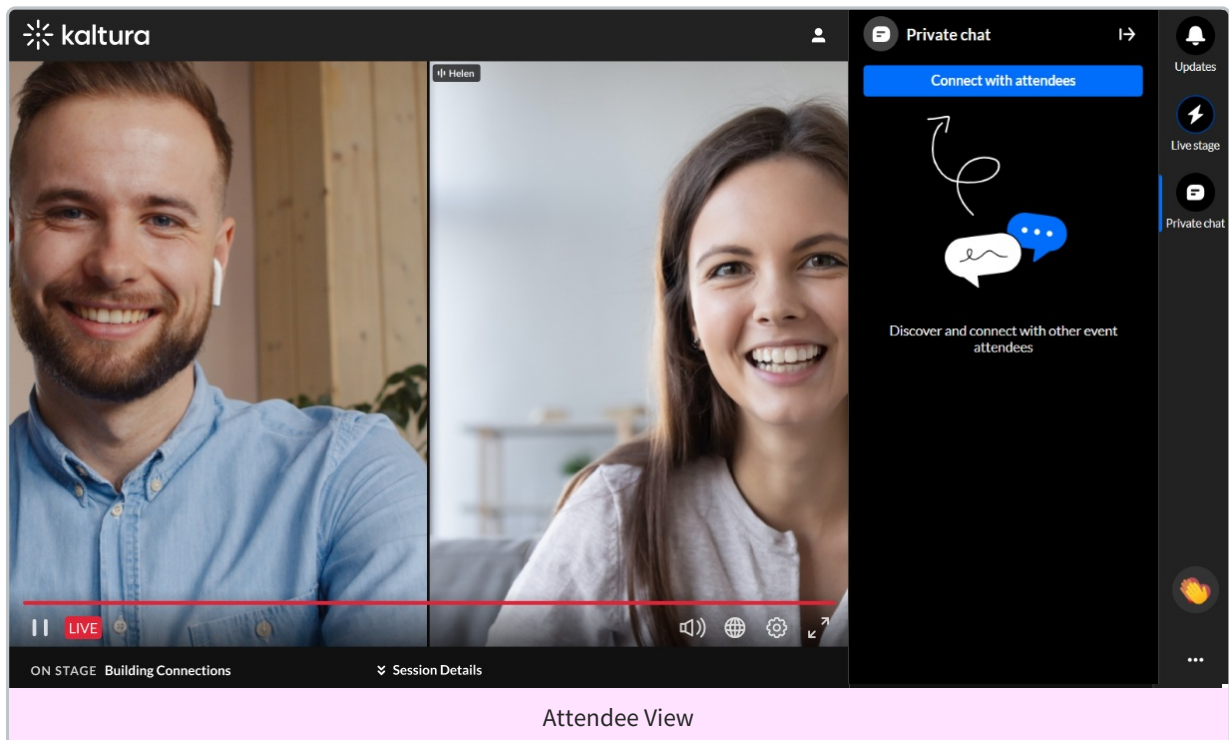 kaltura
Helen
LIVE
ON STAGE Building Connections
Session Details
Private chat
Connect with attendees
Discover and connect with other event
attendees
Updates
Live stage
Private chat
Attendee View